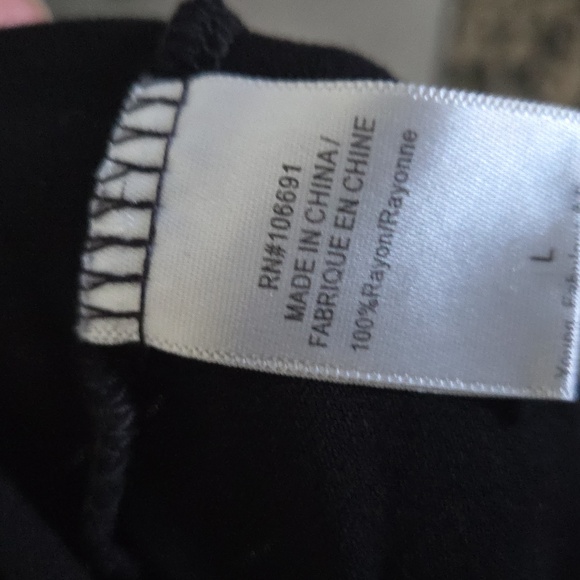 RN#106691
MADE IN CHINA/
FABRIQUE EN CHINE
100%Rayon/Rayonne
L